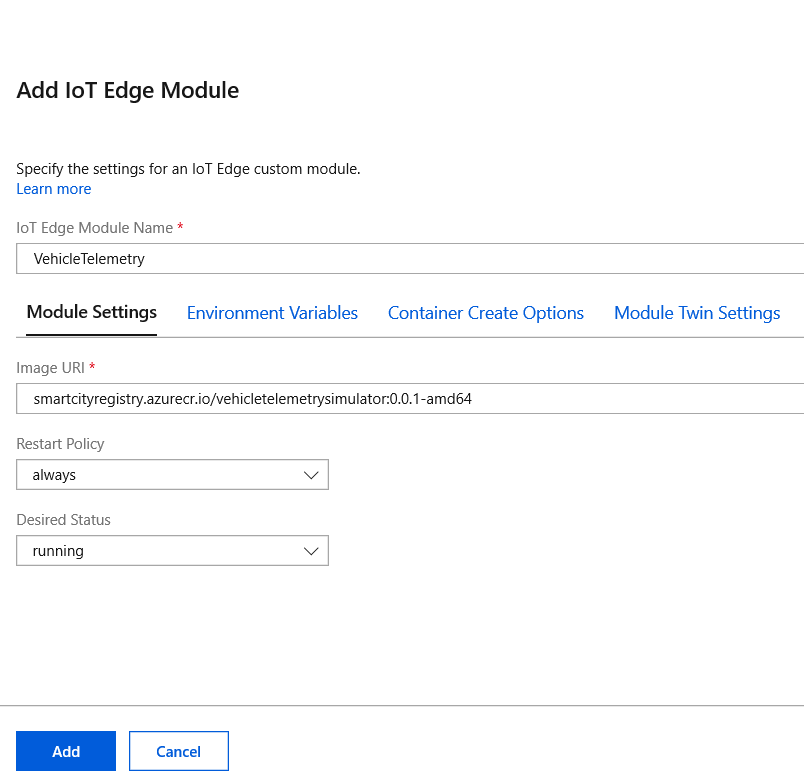 Add IoT Edge Module
Specify the settings for an IoT Edge custom module.
Learn more
IoT Edge Module Name *
VehicleTelemetry
Module Settings Environment Variables Container Create Options Module Twin Settings
Image URI *
smartcityregistry.azurecr.io/vehicletelemetrysimulator:0.0.1-amd64
Restart Policy
always
Desired Status
running
Add Cancel